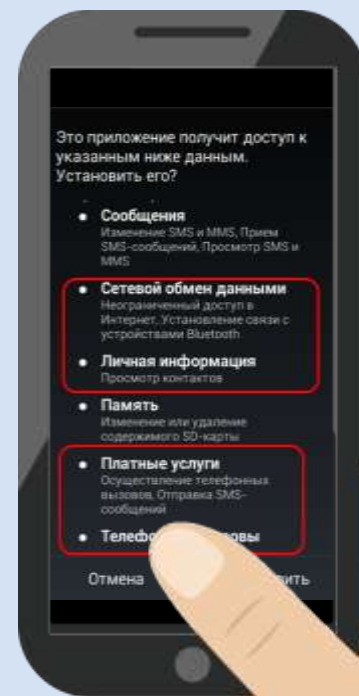 Это приложение получит доступ к
указанным ниже данным.
Установить его?
• Сообщения
Изменение SMS и MMS, Прием
SMS-сообщений, Просмотр SMS и
MMS
• Сетевой обмен данными
Неограниченный доступ в
Интернет, Установление связи с
устройствами Bluetooth
• Личная информация
Просмотр контактов
• Память
Изменение или удаление
содержимого SD-карты
• Платные услуги
Осуществление телефонных
вызовов, Отправка SMS-
сообщений
•
Отмена